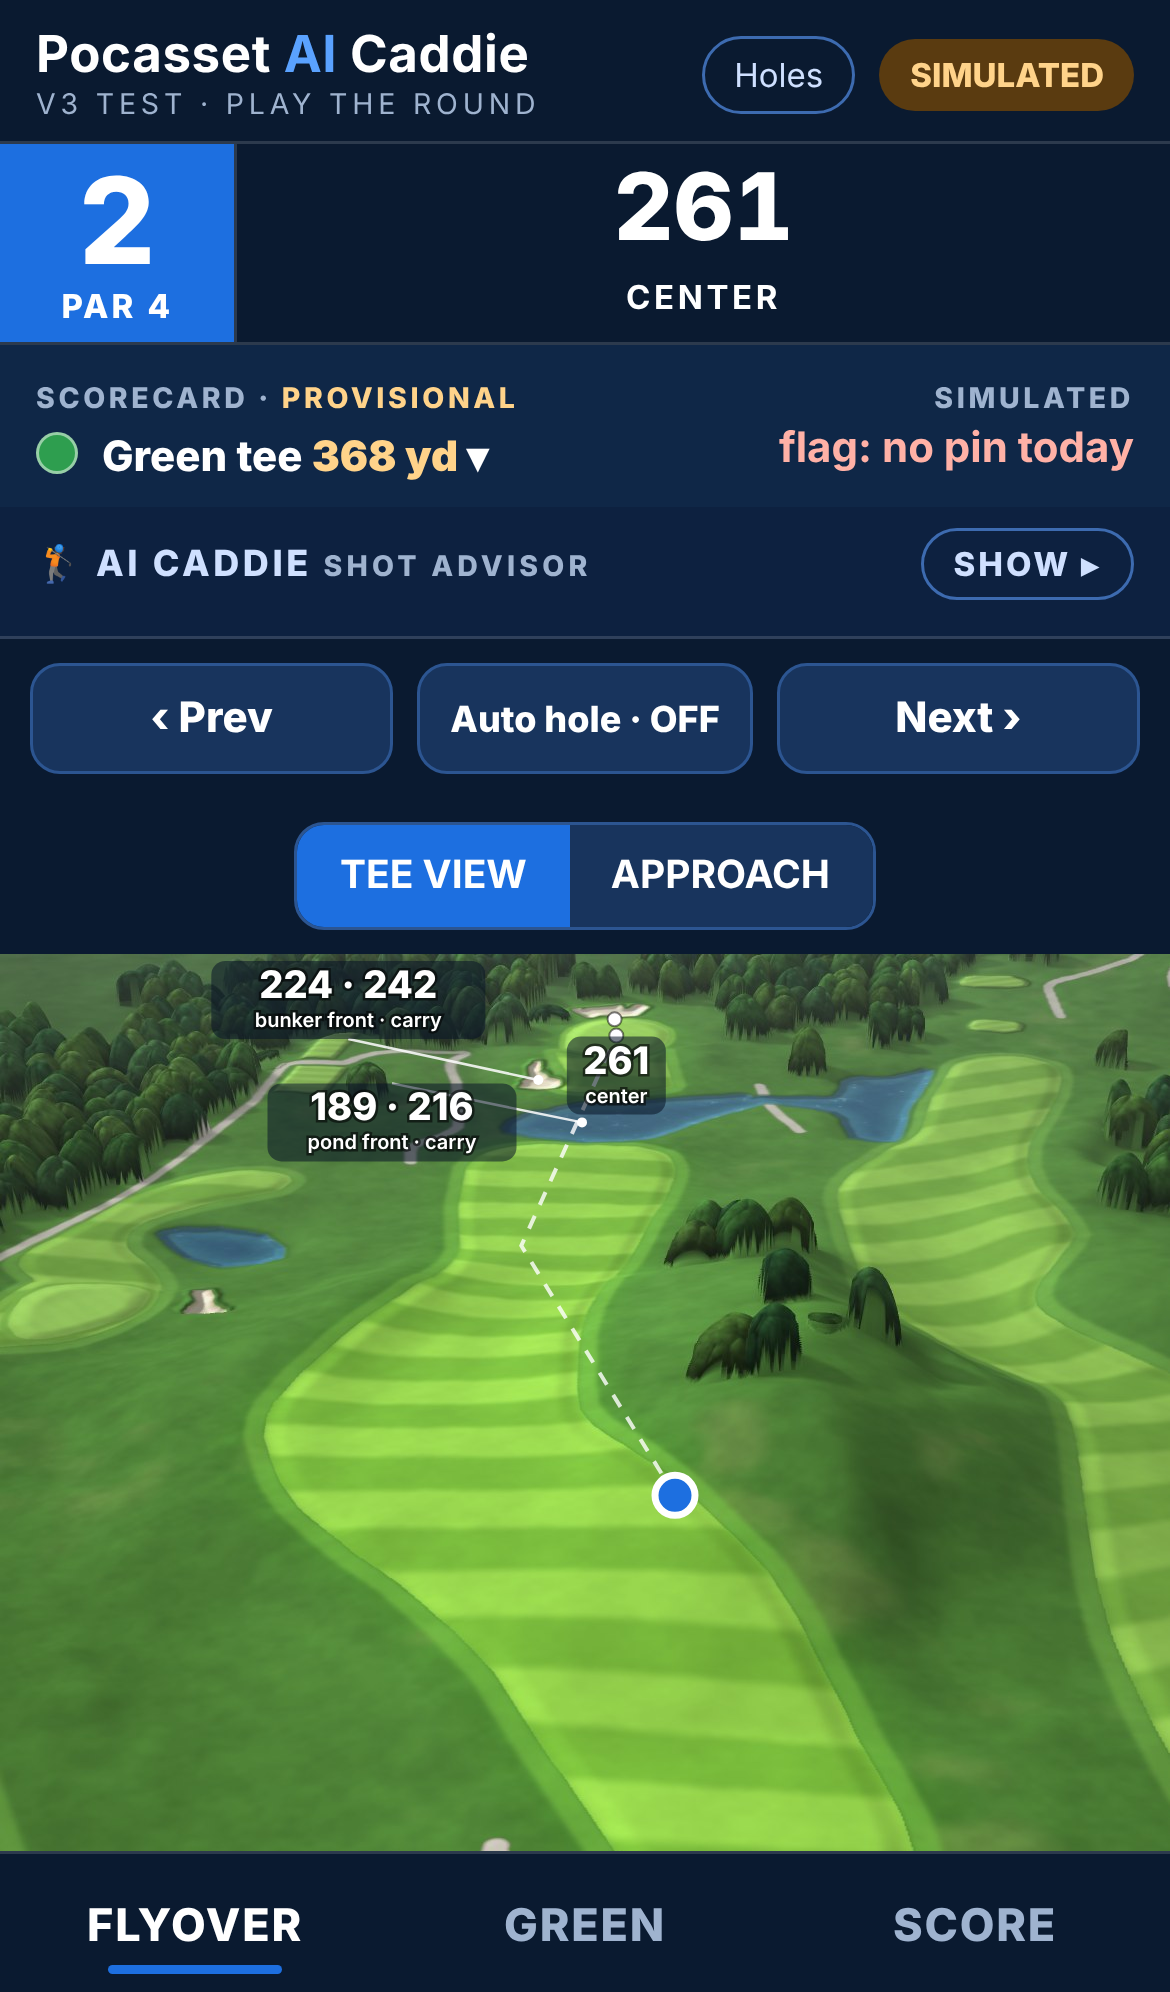 Pocasset AI Caddie
V3 TEST · PLAY THE ROUND
Holes
SIMULATED
2
PAR 4
261
CENTER
SCORECARD · PROVISIONAL
Green tee 368 yd ▾
SIMULATED
flag: no pin today
AI CADDIE SHOT ADVISOR
SHOW ▸
‹ Prev
Auto hole · OFF
Next ›
TEE VIEW
APPROACH
224 · 242
bunker front · carry
261
center
189 · 216
pond front · carry
FLYOVER
GREEN
SCORE